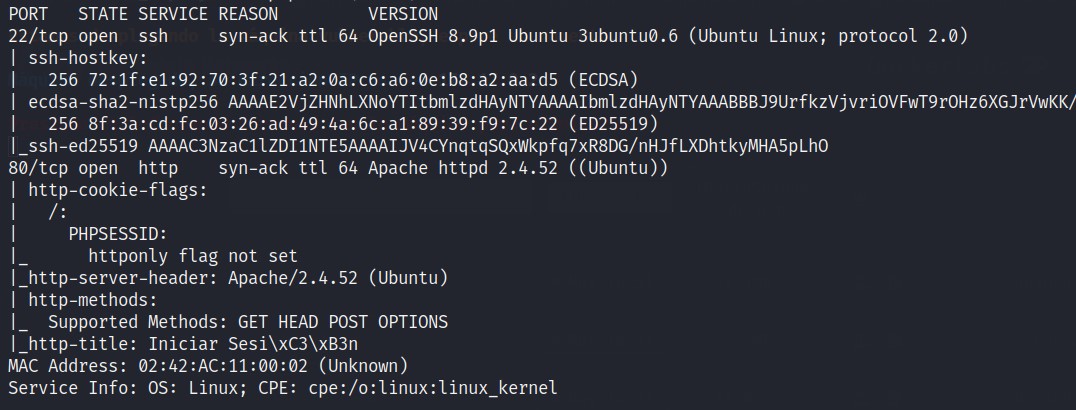 PORT   STATE SERVICE REASON         VERSION
22/tcp open  ssh     syn-ack ttl 64 OpenSSH 8.9p1 Ubuntu 3ubuntu0.6 (Ubuntu Linux; protocol 2.0)
| ssh-hostkey:
|   256 72:1f:e1:92:70:3f:21:a2:0a:c6:a6:0e:b8:a2:aa:d5 (ECDSA)
| ecdsa-sha2-nistp256 AAAAE2VjZHNhLXNoYTItbmlzdHAyNTYAAAAIbmlzdHAyNTYAAABBBJ9UrfkzVjvriOVFwT9rOHz6XGJrVwKK/
|   256 8f:3a:cd:fc:03:26:ad:49:4a:6c:a1:89:39:f9:7c:22 (ED25519)
|_ssh-ed25519 AAAAC3NzaC1lZDI1NTE5AAAAIJV4CYnqtqSQxWkpfq7xR8DG/nHJfLXDhtkyMHA5pLhO
80/tcp open  http    syn-ack ttl 64 Apache httpd 2.4.52 ((Ubuntu))
| http-cookie-flags:
|   /:
|     PHPSESSID:
|_      httponly flag not set
|_http-server-header: Apache/2.4.52 (Ubuntu)
| http-methods:
|_  Supported Methods: GET HEAD POST OPTIONS
|_http-title: Iniciar Sesi\xC3\xB3n
MAC Address: 02:42:AC:11:00:02 (Unknown)
Service Info: OS: Linux; CPE: cpe:/o:linux:linux_kernel